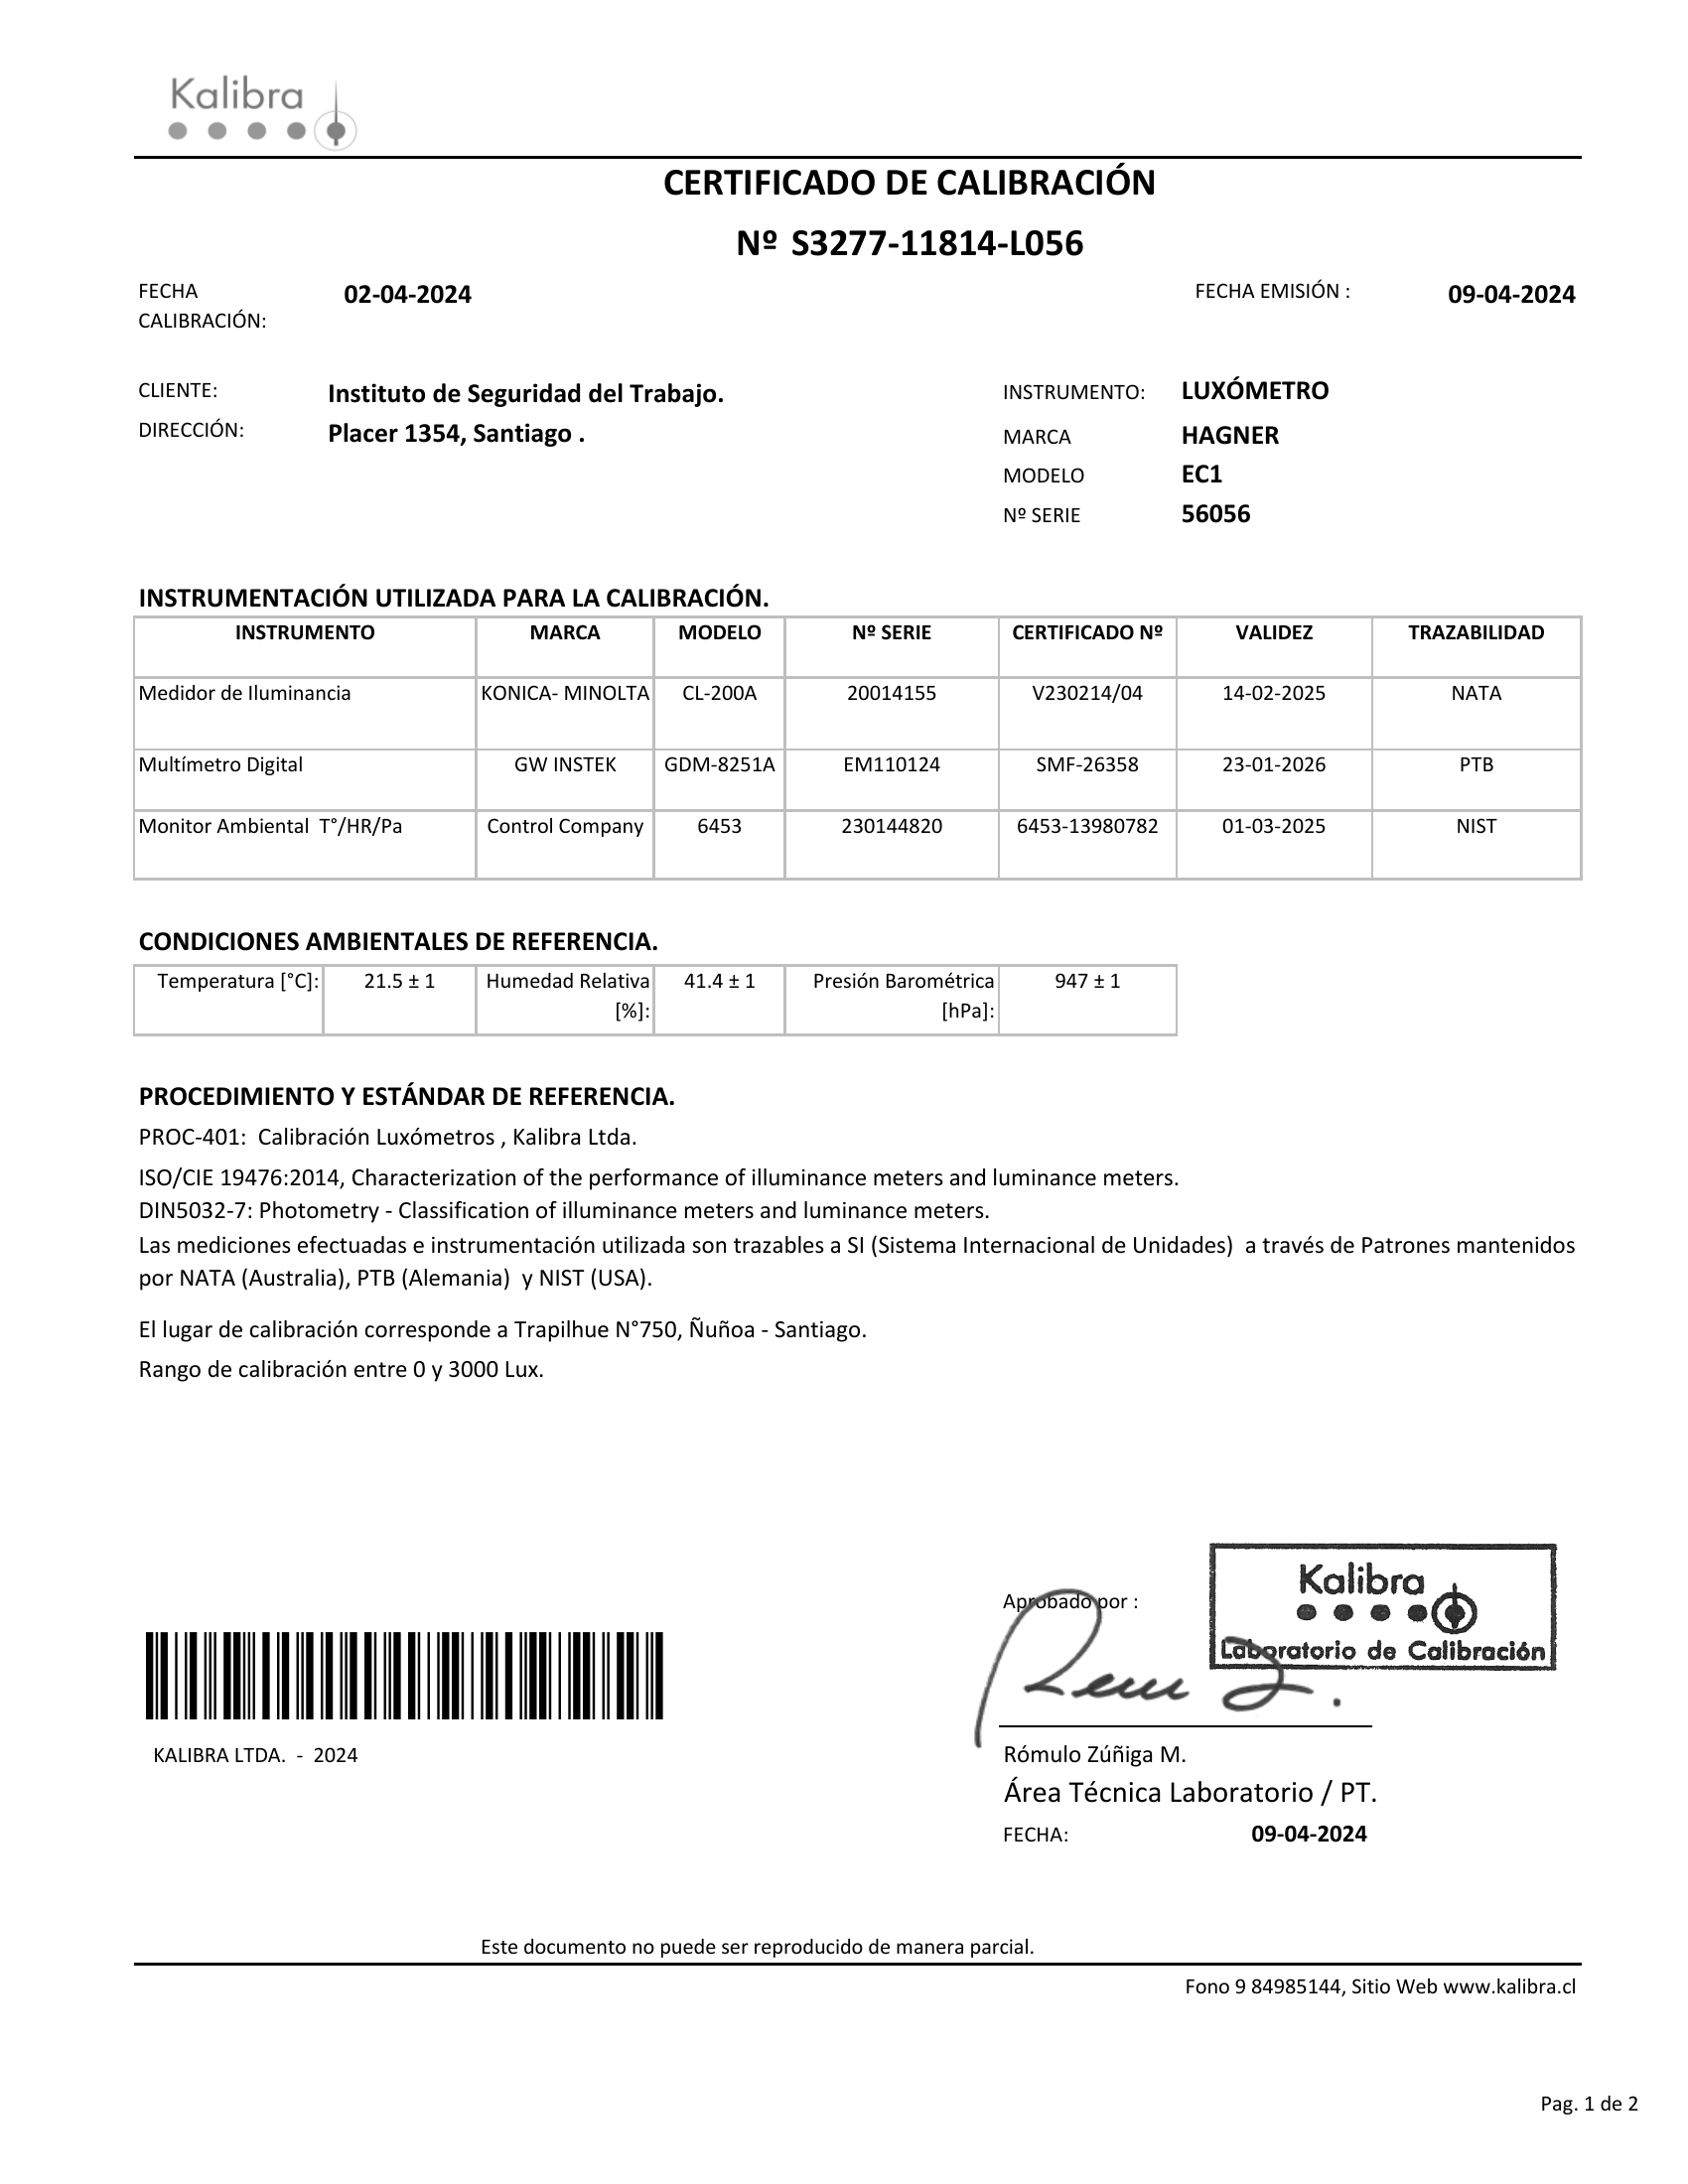 Kalibra
CERTIFICADO DE CALIBRACIÓN
Nº S3277-11814-L056
FECHA CALIBRACIÓN: 02-04-2024 FECHA EMISIÓN : 09-04-2024
CLIENTE: Instituto de Seguridad del Trabajo.
DIRECCIÓN: Placer 1354, Santiago .
INSTRUMENTO: LUXÓMETRO
MARCA HAGNER
MODELO EC1
Nº SERIE 56056
INSTRUMENTACIÓN UTILIZADA PARA LA CALIBRACIÓN.
INSTRUMENTO MARCA MODELO Nº SERIE CERTIFICADO Nº VALIDEZ TRAZABILIDAD
Medidor de Iluminancia KONICA- MINOLTA CL-200A 20014155 V230214/04 14-02-2025 NATA
Multímetro Digital GW INSTEK GDM-8251A EM110124 SMF-26358 23-01-2026 PTB
Monitor Ambiental T°/HR/Pa Control Company 6453 230144820 6453-13980782 01-03-2025 NIST
CONDICIONES AMBIENTALES DE REFERENCIA.
Temperatura [°C]: 21.5 ± 1 Humedad Relativa [%]: 41.4 ± 1 Presión Barométrica [hPa]: 947 ± 1
PROCEDIMIENTO Y ESTÁNDAR DE REFERENCIA.
PROC-401: Calibración Luxómetros , Kalibra Ltda.
ISO/CIE 19476:2014, Characterization of the performance of illuminance meters and luminance meters.
DIN5032-7: Photometry - Classification of illuminance meters and luminance meters.
Las mediciones efectuadas e instrumentación utilizada son trazables a SI (Sistema Internacional de Unidades) a través de Patrones mantenidos
por NATA (Australia), PTB (Alemania) y NIST (USA).
El lugar de calibración corresponde a Trapilhue N°750, Ñuñoa - Santiago.
Rango de calibración entre 0 y 3000 Lux.
Aprobado por :
Kalibra
Laboratorio de Calibración
KALIBRA LTDA. - 2024
Rómulo Zúñiga M.
Área Técnica Laboratorio / PT.
FECHA: 09-04-2024
Este documento no puede ser reproducido de manera parcial.
Fono 9 84985144, Sitio Web www.kalibra.cl
Pag. 1 de 2